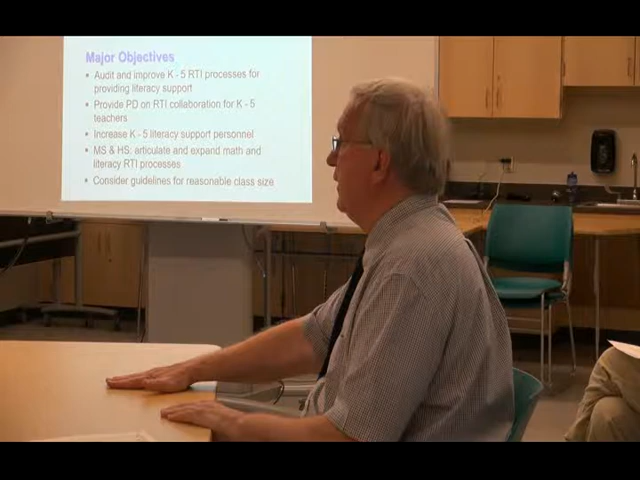 Major Objectives
• Audit and improve K - 5 RTI processes for
providing literacy support
• Provide PD on RTI collaboration for K - 5
teachers
• Increase K - 5 literacy support personnel
• MS & HS: articulate and expand math and
literacy RTI processes
• Consider guidelines for reasonable class size